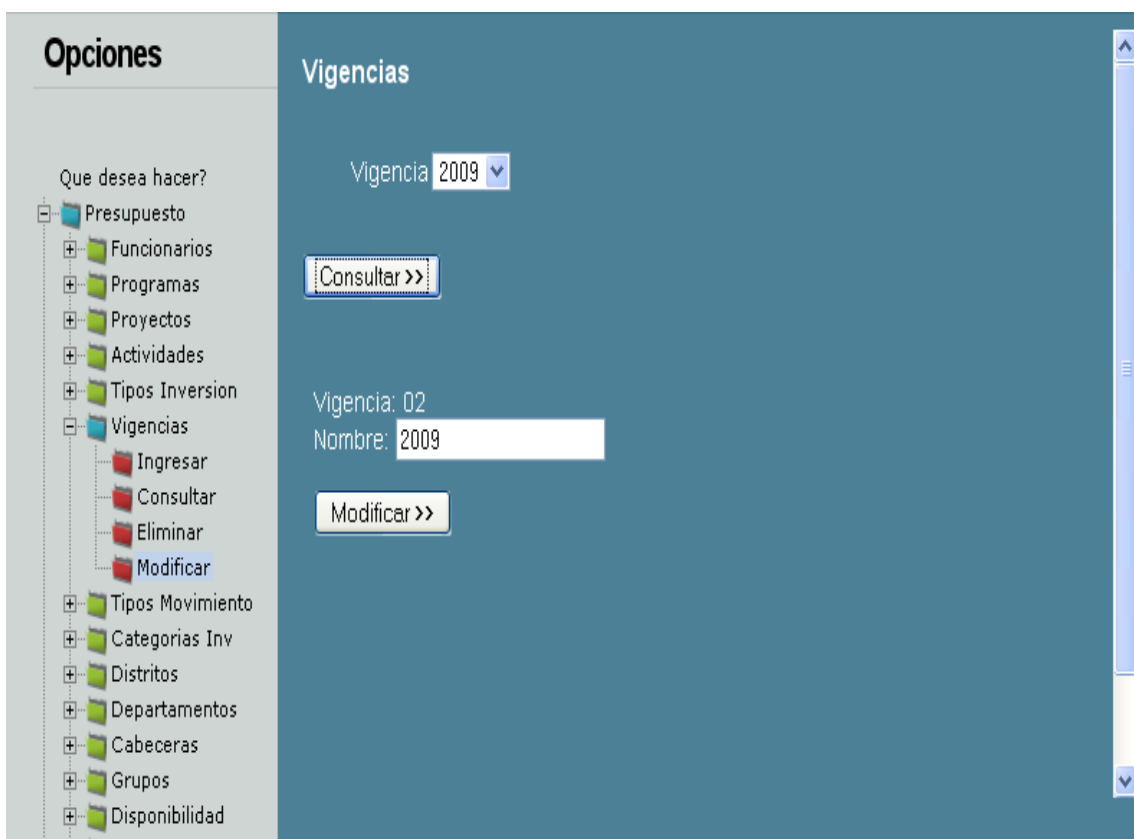 Opciones
Que desea hacer?
Presupuesto
Funcionarios
Programas
Proyectos
Actividades
Tipos Inversion
Vigencias
Ingresar
Consultar
Eliminar
Modificar
Tipos Movimiento
Categorias Inv
Distritos
Departamentos
Cabeceras
Grupos
Disponibilidad
Vigencias
Vigencia 2009
Consultar >>
Vigencia: 02
Nombre: 2009
Modificar >>